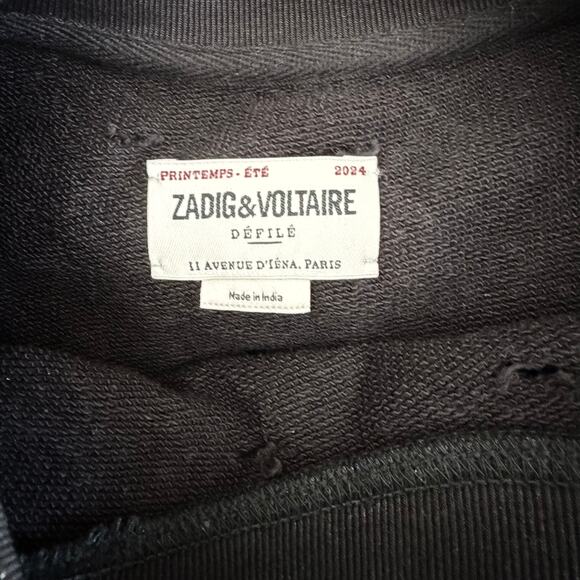 PRINTEMPS - ÉTÉ 2024
ZADIG&VOLTAIRE
DÉFILÉ
11 AVENUE D'IÉNA. PARIS
Made in India